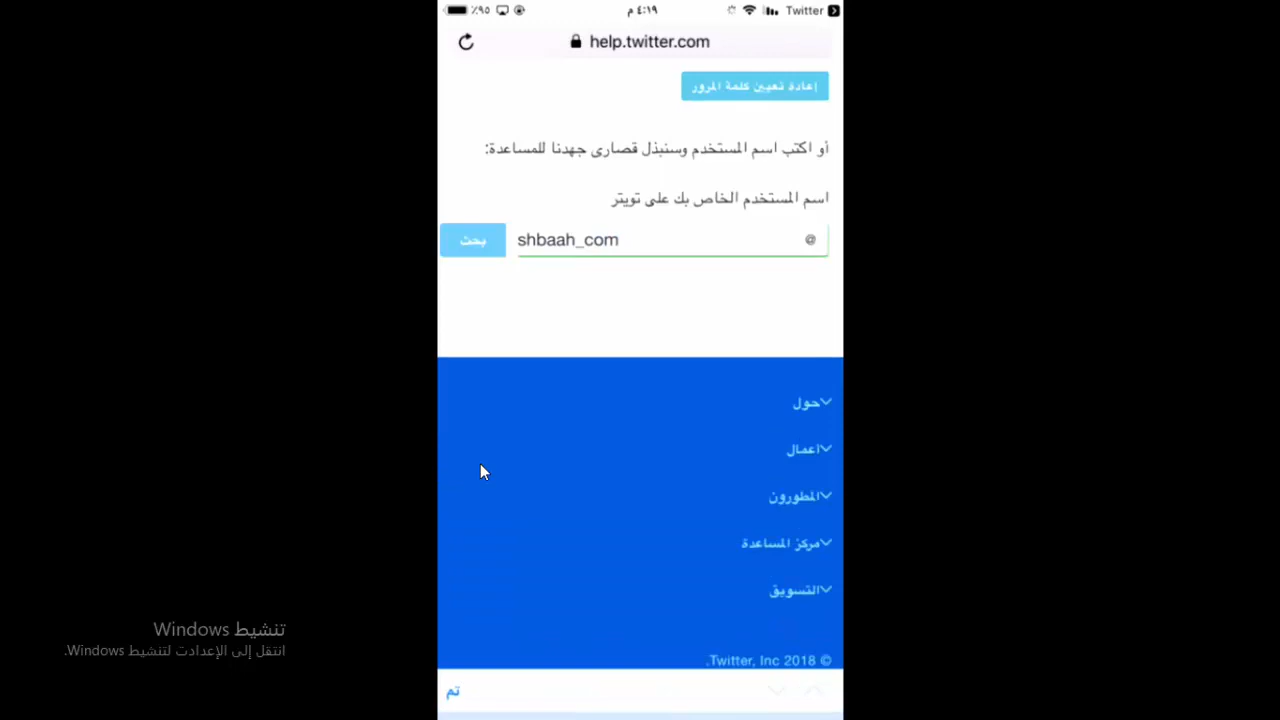 ٪٩٥ ٤:١٩ م Twitter
help.twitter.com
إعادة تعيين كلمة المرور
أو اكتب اسم المستخدم وسنبذل قصارى جهدنا للمساعدة:
اسم المستخدم الخاص بك على تويتر
@ shbaah_com بحث
حول
أعمال
المطورون
مركز المساعدة
التسويق
تنشيط Windows
انتقل إلى الإعدادت لتنشيط Windows.
© 2018 Twitter, Inc.
تم